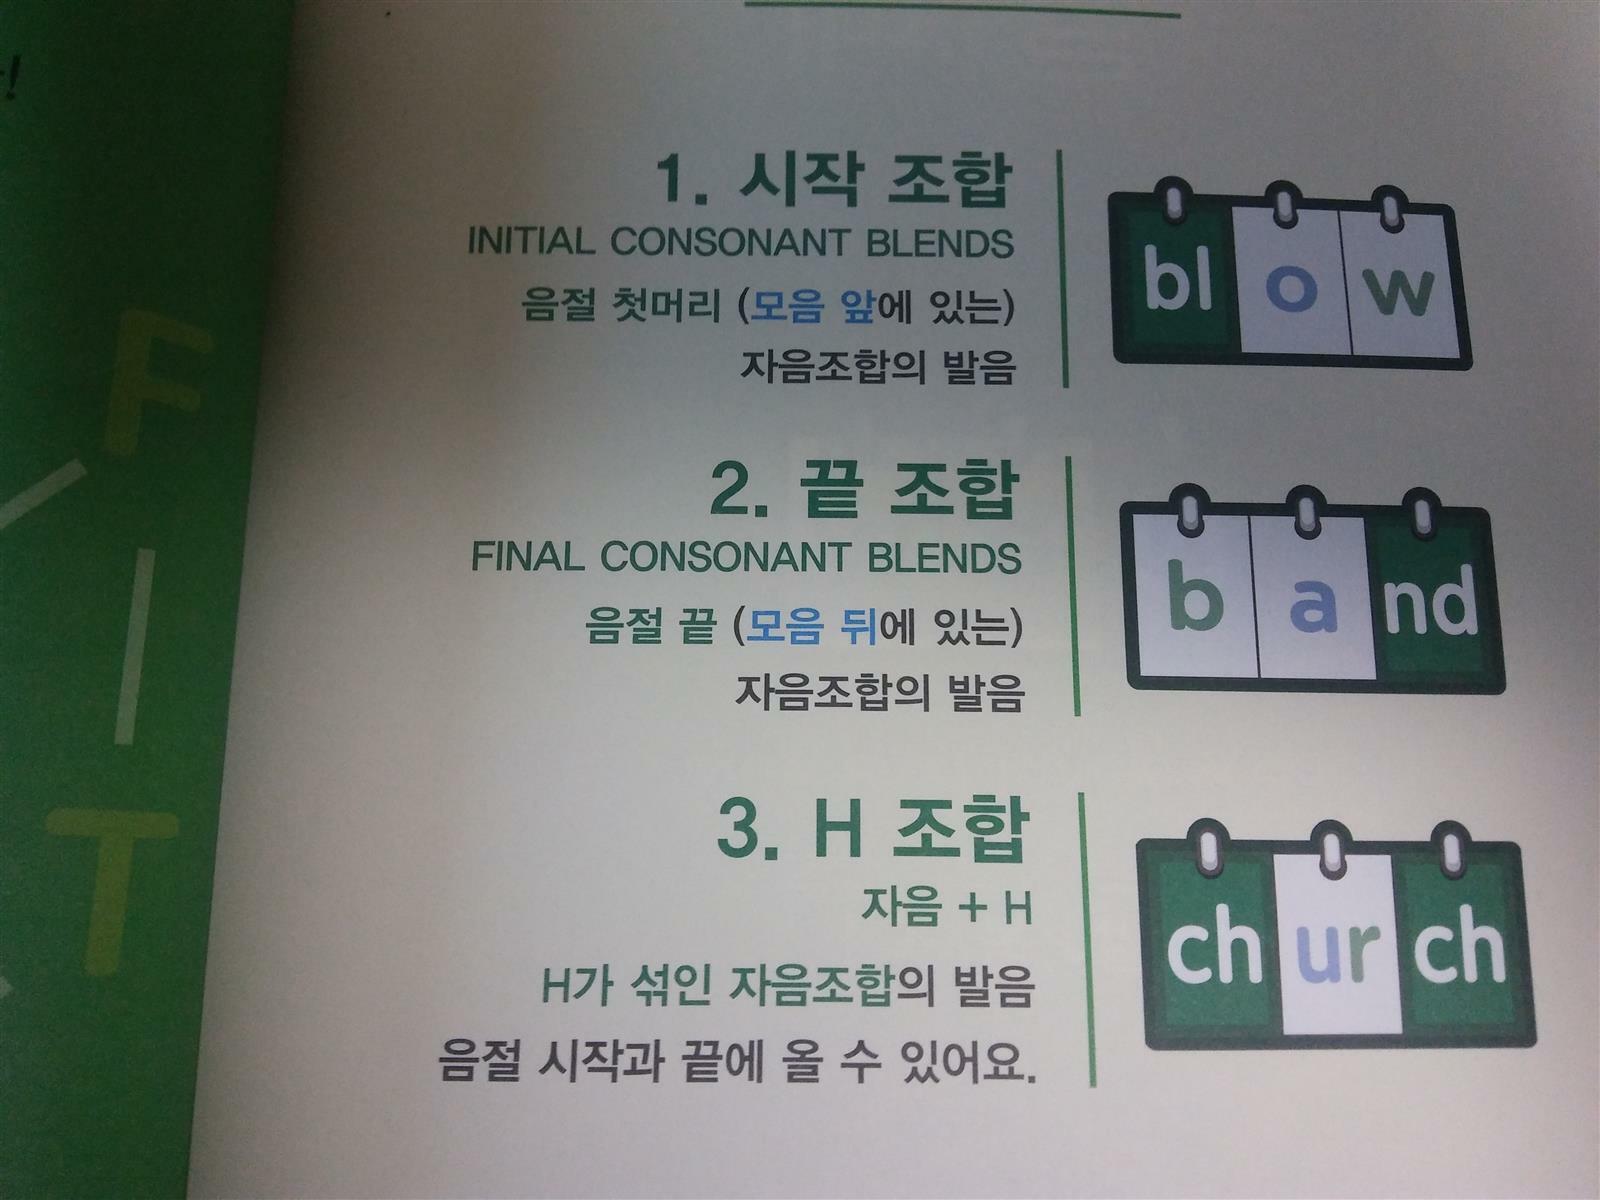 !
F
I
T
1. 시작 조합
INITIAL CONSONANT BLENDS
음절 첫머리 (모음 앞에 있는)
자음조합의 발음
bl o w
2. 끝 조합
FINAL CONSONANT BLENDS
음절 끝 (모음 뒤에 있는)
자음조합의 발음
b a nd
3. H 조합
자음 + H
H가 섞인 자음조합의 발음
음절 시작과 끝에 올 수 있어요.
ch ur ch